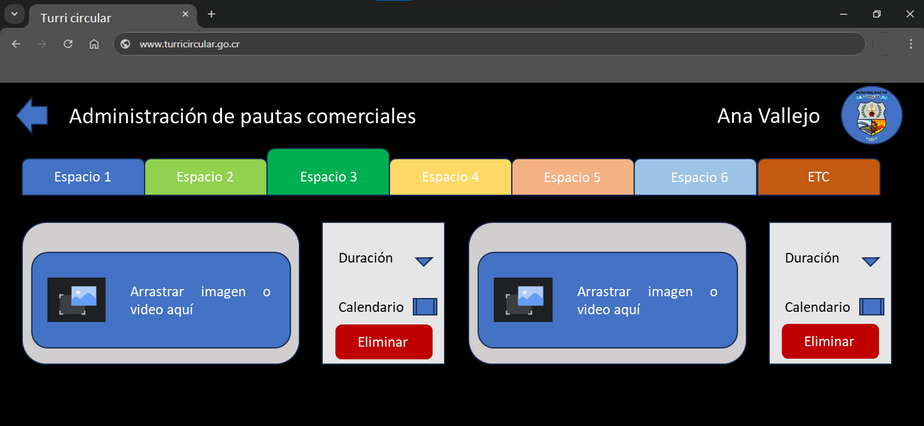 Turri circular
www.turricircular.go.cr
Administración de pautas comerciales
Ana Vallejo
Espacio 1
Espacio 2
Espacio 3
Espacio 4
Espacio 5
Espacio 6
ETC
Arrastrar imagen o
video aquí
Duración
Calendario
Eliminar
Arrastrar imagen o
video aquí
Duración
Calendario
Eliminar